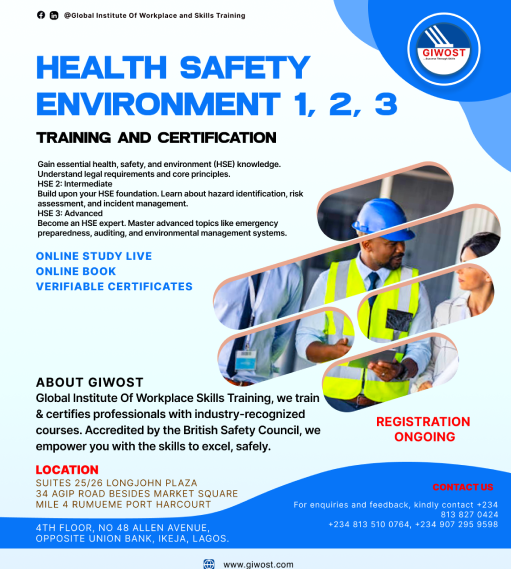 @Global Institute Of Workplace and Skills Training
GIWOST
HEALTH SAFETY
ENVIRONMENT 1, 2, 3
TRAINING AND CERTIFICATION
Gain essential health, safety, and environment (HSE) knowledge.
Understand legal requirements and core principles.
HSE 2: Intermediate
Build upon your HSE foundation. Learn about hazard identification, risk
assessment, and incident management.
HSE 3: Advanced
Become an HSE expert. Master advanced topics like emergency
preparedness, auditing, and environmental management systems.
ONLINE STUDY LIVE
ONLINE BOOK
VERIFIABLE CERTIFICATES
ABOUT GIWOST
Global Institute Of Workplace Skills Training, we train
& certifies professionals with industry-recognized
courses. Accredited by the British Safety Council, we
empower you with the skills to excel, safely.
REGISTRATION
ONGOING
LOCATION
SUITES 25/26 LONGJOHN PLAZA
34 AGIP ROAD BESIDES MARKET SQUARE
MILE 4 RUMUEME PORT HARCOURT
4TH FLOOR, NO 48 ALLEN AVENUE,
OPPOSITE UNION BANK, IKEJA, LAGOS.
CONTACT US
For enquiries and feedback, kindly contact +234
813 827 0424
+234 813 510 0764, +234 907 295 9598
www.giwost.com